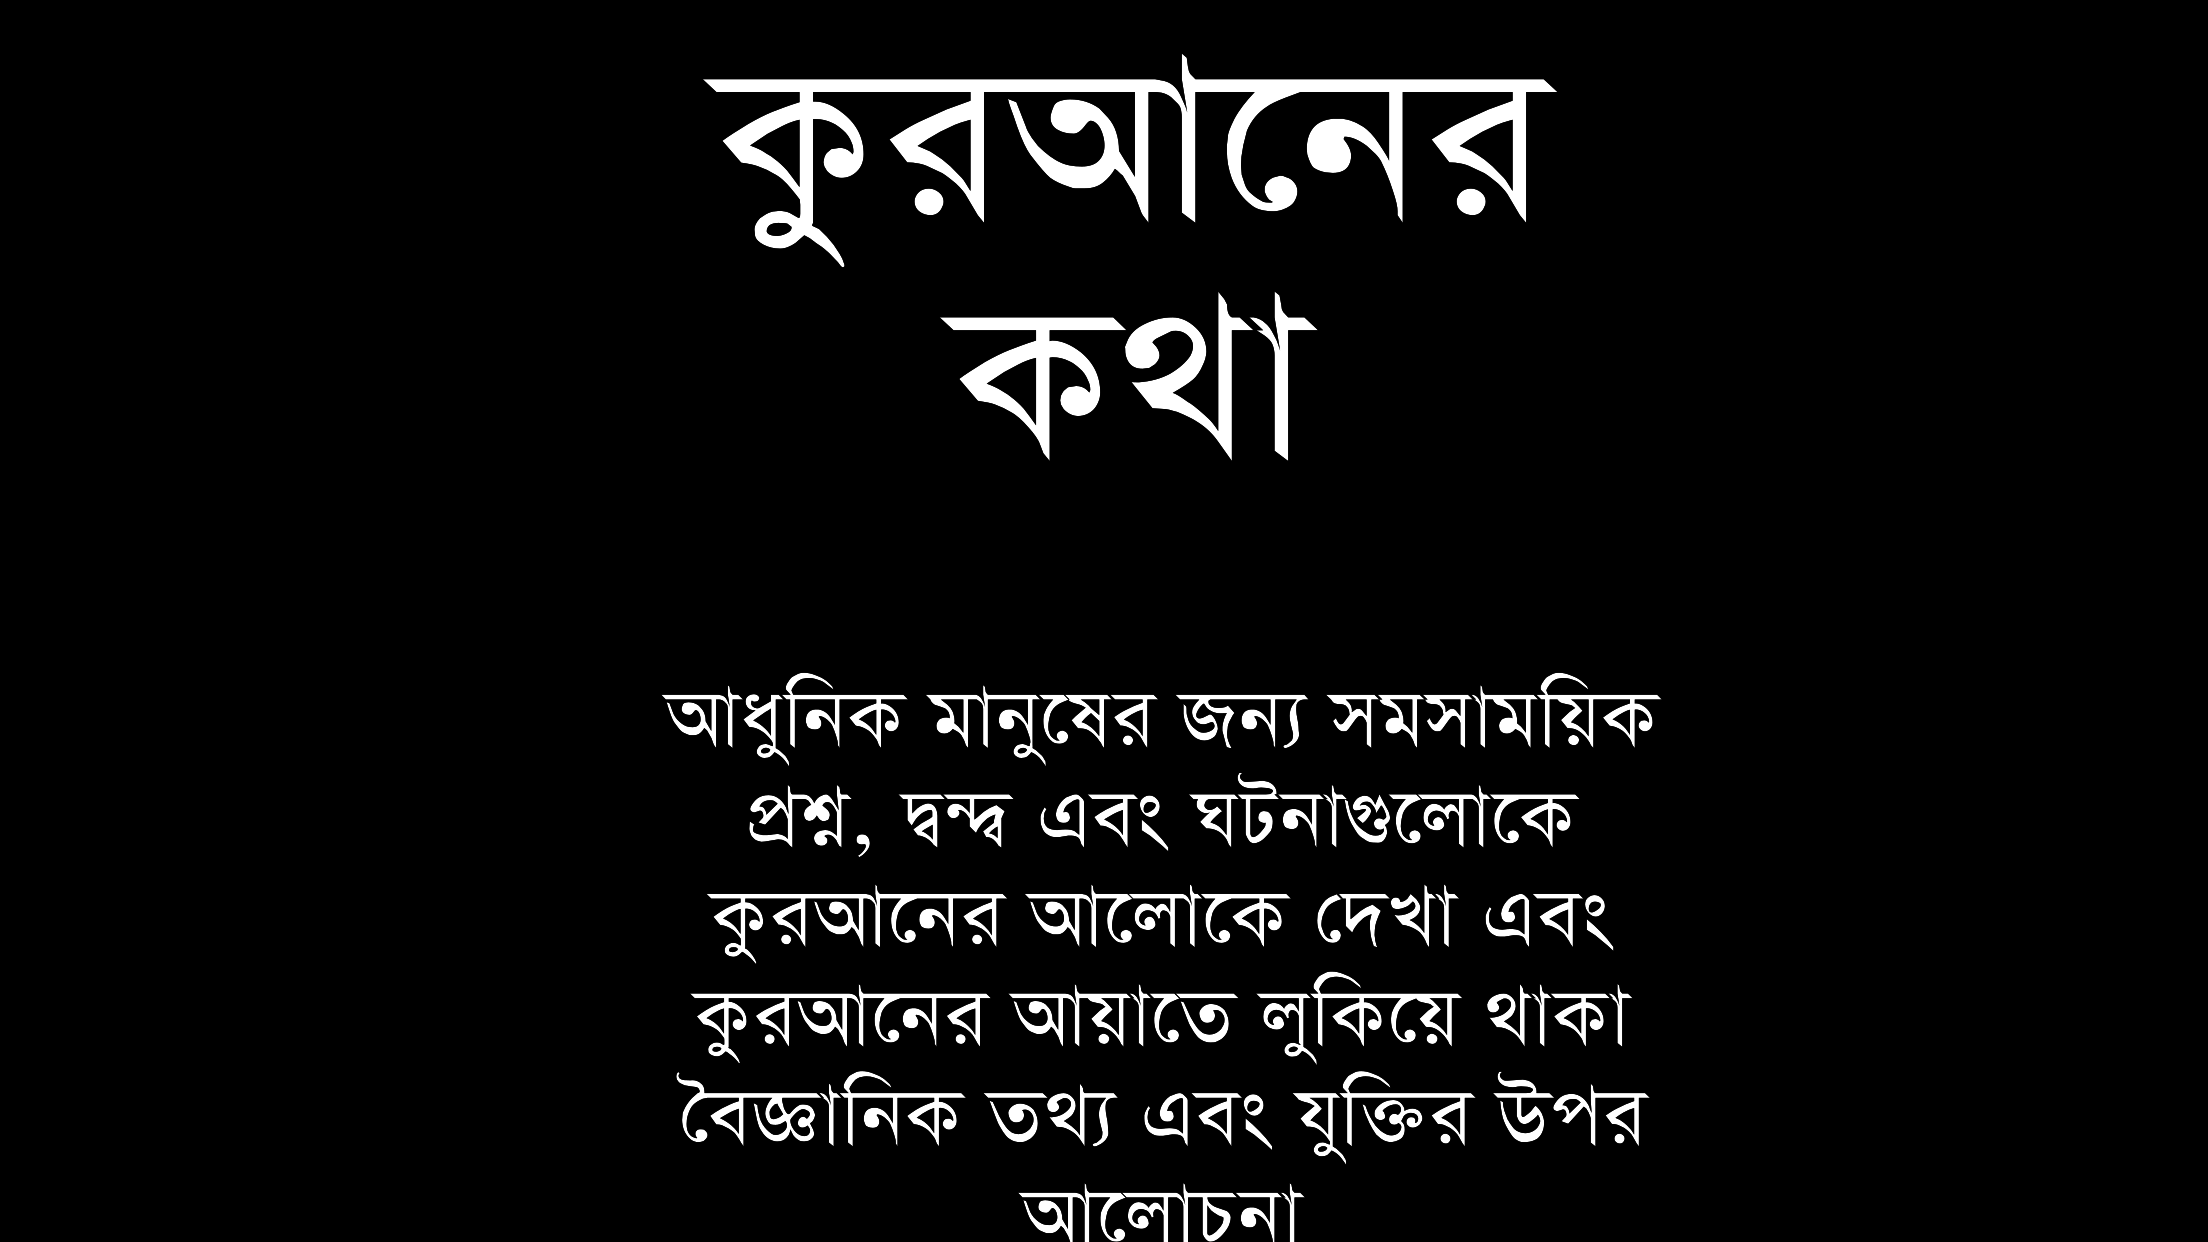 কুরআনের
কথা
আধুনিক মানুষের জন্য সমসাময়িক
প্রশ্ন, দ্বন্দ্ব এবং ঘটনাগুলোকে
কুরআনের আলোকে দেখা এবং
কুরআনের আয়াতে লুকিয়ে থাকা
বৈজ্ঞানিক তথ্য এবং যুক্তির উপর
আলোচনা